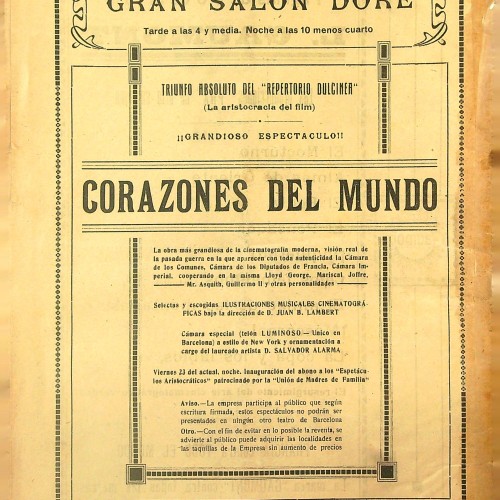 GRAN SALON DORÉ
Tarde a las 4 y media. Noche a las 10 menos cuarto
TRIUNFO ABSOLUTO DEL "REPERTORIO DULCINEA"
(La aristocracia del film)
¡¡GRANDIOSO ESPECTACULO!!
CORAZONES DEL MUNDO
La obra más grandiosa de la cinematografía moderna, visión real de
la pasada guerra en la que aparecen con toda autenticidad la Cámara
de los Comunes, Cámara de los Diputados de Francia, Cámara Im-
perial, cooperando en la misma Lloyd George, Mariscal Joffre,
Mr. Asquith, Guillermo II y otras personalidades
Selectas y escogidas ILUSTRACIONES MUSICALES CINEMATOGRÁ-
FICAS bajo la dirección de D. JUAN B. LAMBERT
Cámara especial (telón LUMINOSO — Unico en
Barcelona) a estilo de New York y ornamentación a
cargo del laureado artista D. SALVADOR ALARMA
Viernes 23 del actual, noche. Inauguración del abono a los "Espetácu-
los Aristocráticos" patrocinado por la "Unión de Madres de Familia"
Aviso.—La empresa participa al público que según
escritura firmada, estos espectáculos no podrán ser
presentados en ningún otro teatro de Barcelona
Otro.—Con el fin de evitar en lo posible la reventa, se
advierte al público puede adquirir las localidades en
las taquillas de la Empresa sin aumento de precios